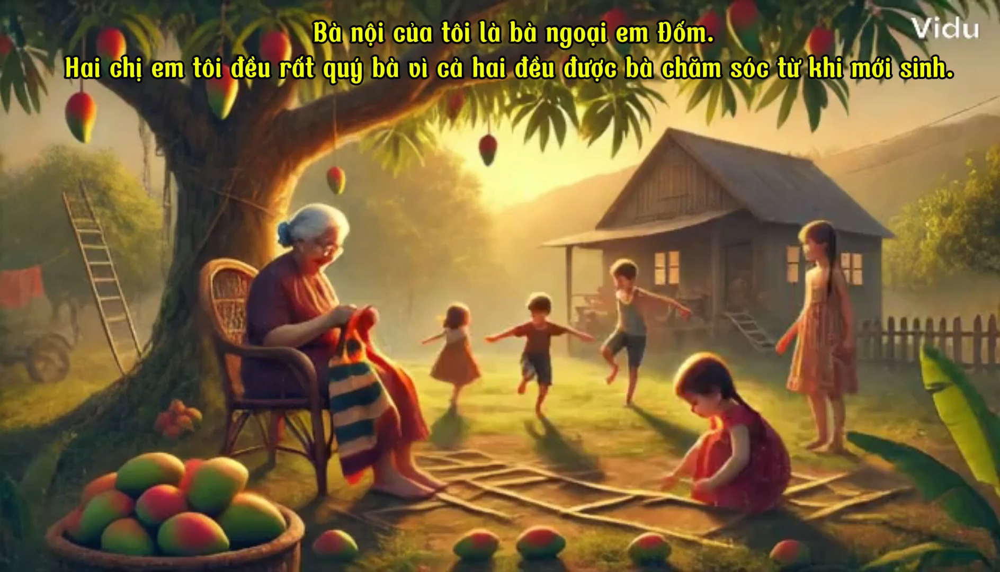 Vidu
Bà nội của tôi là bà ngoại em Đốm.
Hai chị em tôi đều rất quý bà vì cả hai đều được bà chăm sóc từ khi mới sinh.